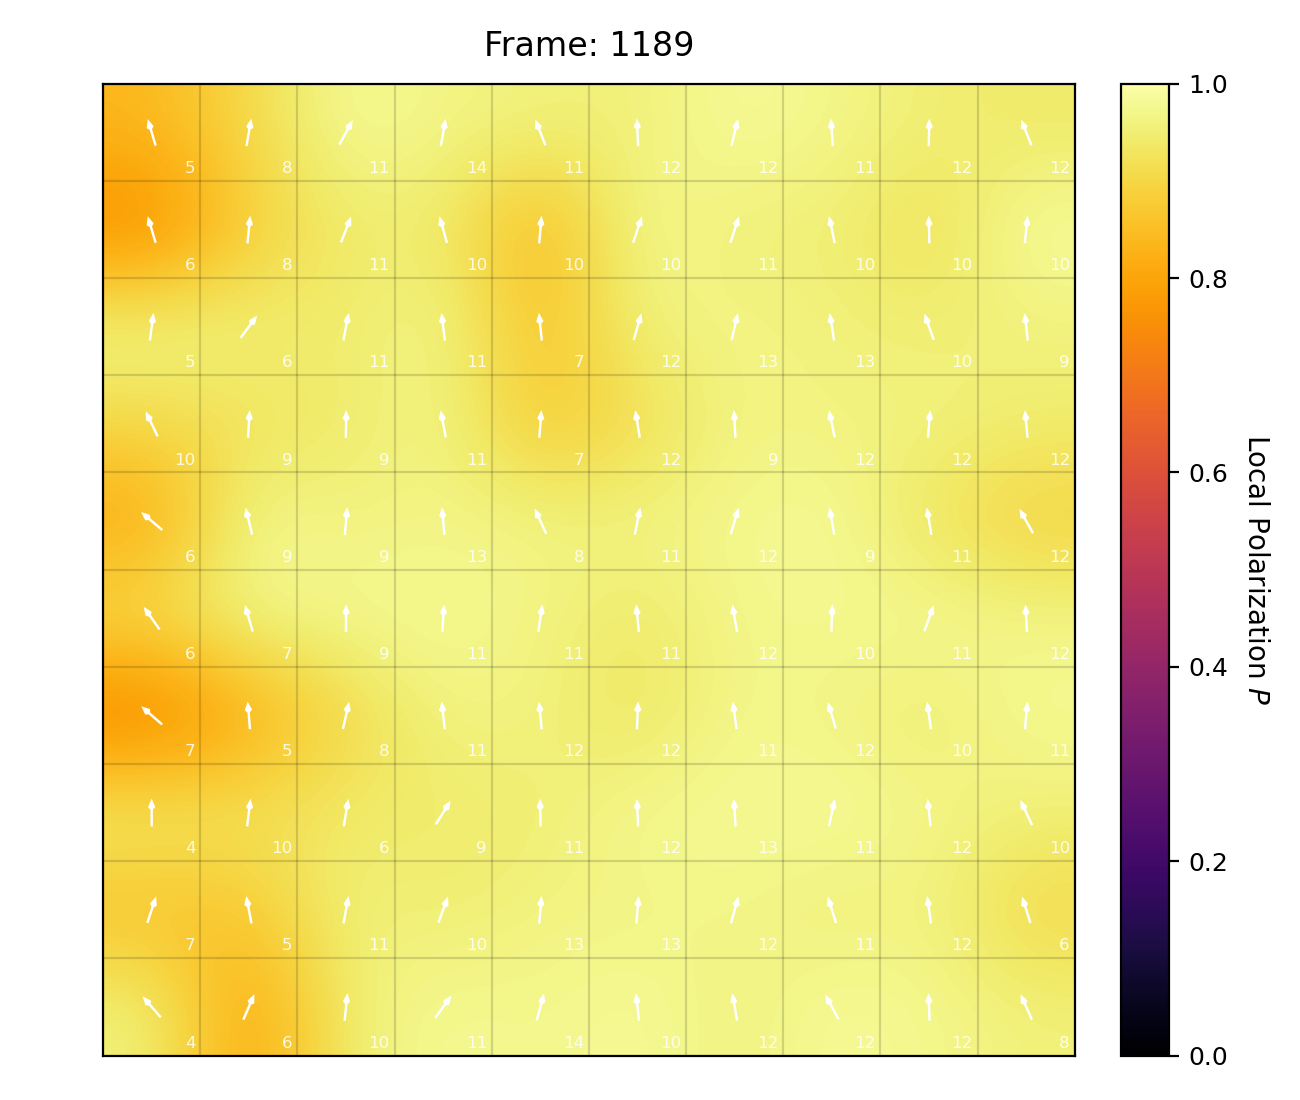 Frame: 1189
5 8 11 14 11 12 12 11 12 12
6 8 11 10 10 10 11 10 10 10
5 6 11 11 7 12 13 13 10 9
10 9 9 11 7 12 9 12 12 12
6 9 9 13 8 11 12 9 11 12
6 7 9 11 11 11 12 10 11 12
7 5 8 11 12 12 11 12 10 11
4 10 6 9 11 12 13 11 12 10
7 5 11 10 13 13 12 11 12 6
4 6 10 11 14 10 12 12 12 8
1.0
0.8
0.6
0.4
0.2
0.0
Local Polarization P